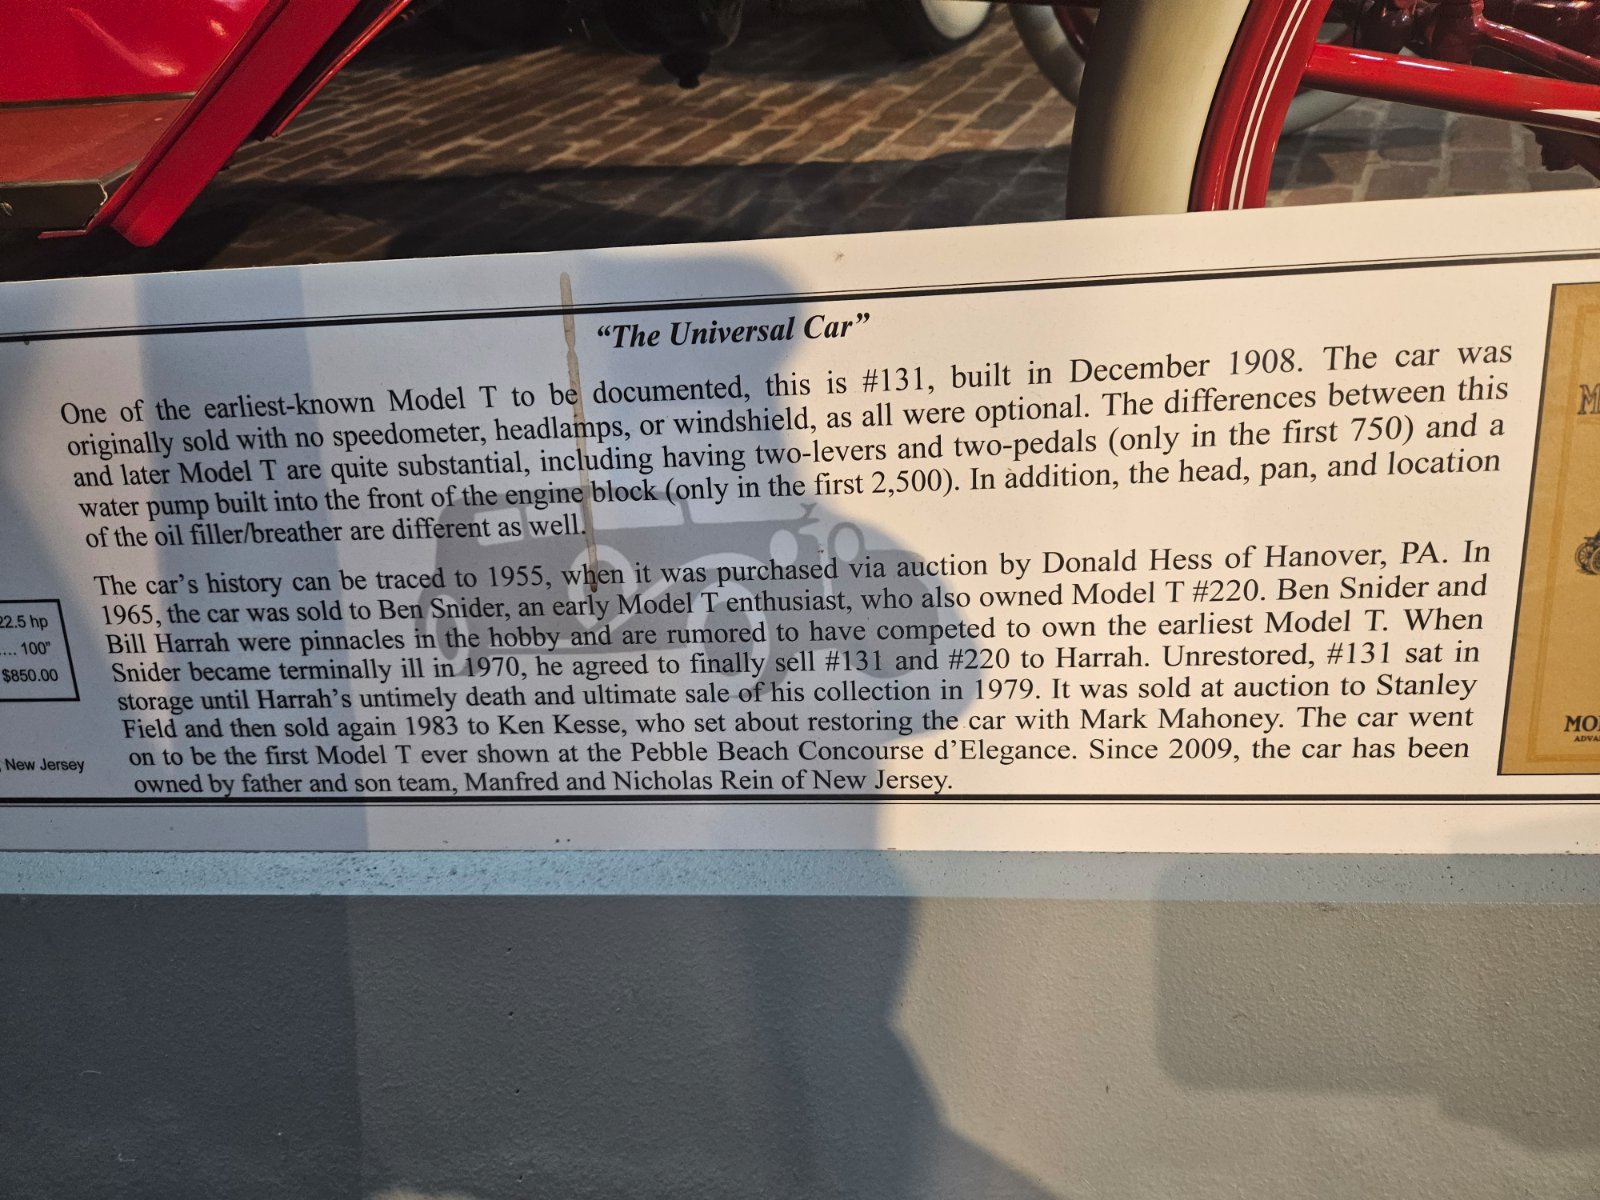 “The Universal Car”
One of the earliest-known Model T to be documented, this is #131, built in December 1908. The car was
originally sold with no speedometer, headlamps, or windshield, as all were optional. The differences between this
and later Model T are quite substantial, including having two-levers and two-pedals (only in the first 750) and a
water pump built into the front of the engine block (only in the first 2,500). In addition, the head, pan, and location
of the oil filler/breather are different as well.
The car’s history can be traced to 1955, when it was purchased via auction by Donald Hess of Hanover, PA. In
1965, the car was sold to Ben Snider, an early Model T enthusiast, who also owned Model T #220. Ben Snider and
Bill Harrah were pinnacles in the hobby and are rumored to have competed to own the earliest Model T. When
Snider became terminally ill in 1970, he agreed to finally sell #131 and #220 to Harrah. Unrestored, #131 sat in
storage until Harrah’s untimely death and ultimate sale of his collection in 1979. It was sold at auction to Stanley
Field and then sold again 1983 to Ken Kesse, who set about restoring the car with Mark Mahoney. The car went
on to be the first Model T ever shown at the Pebble Beach Concourse d’Elegance. Since 2009, the car has been
owned by father and son team, Manfred and Nicholas Rein of New Jersey.
22.5 hp
.... 100"
$850.00
, New Jersey